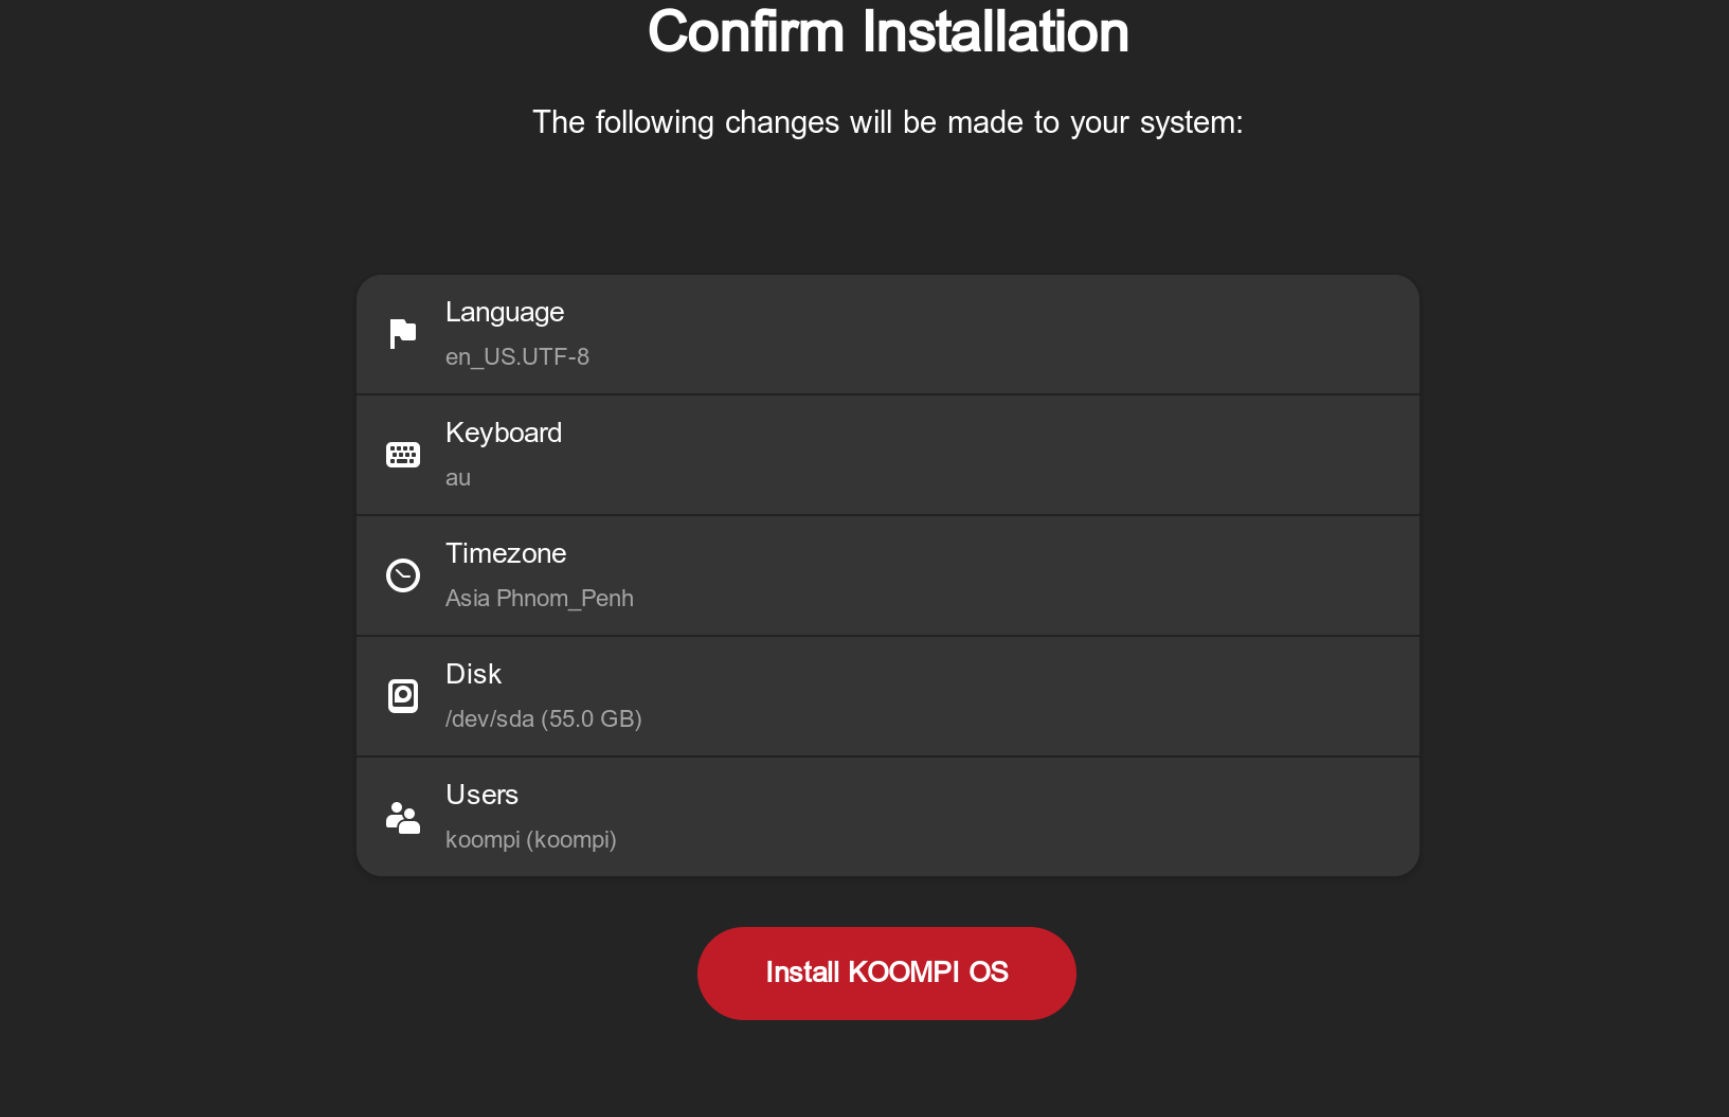 Confirm Installation
The following changes will be made to your system:
Language
en_US.UTF-8
Keyboard
au
Timezone
Asia Phnom_Penh
Disk
/dev/sda (55.0 GB)
Users
koompi (koompi)
Install KOOMPI OS